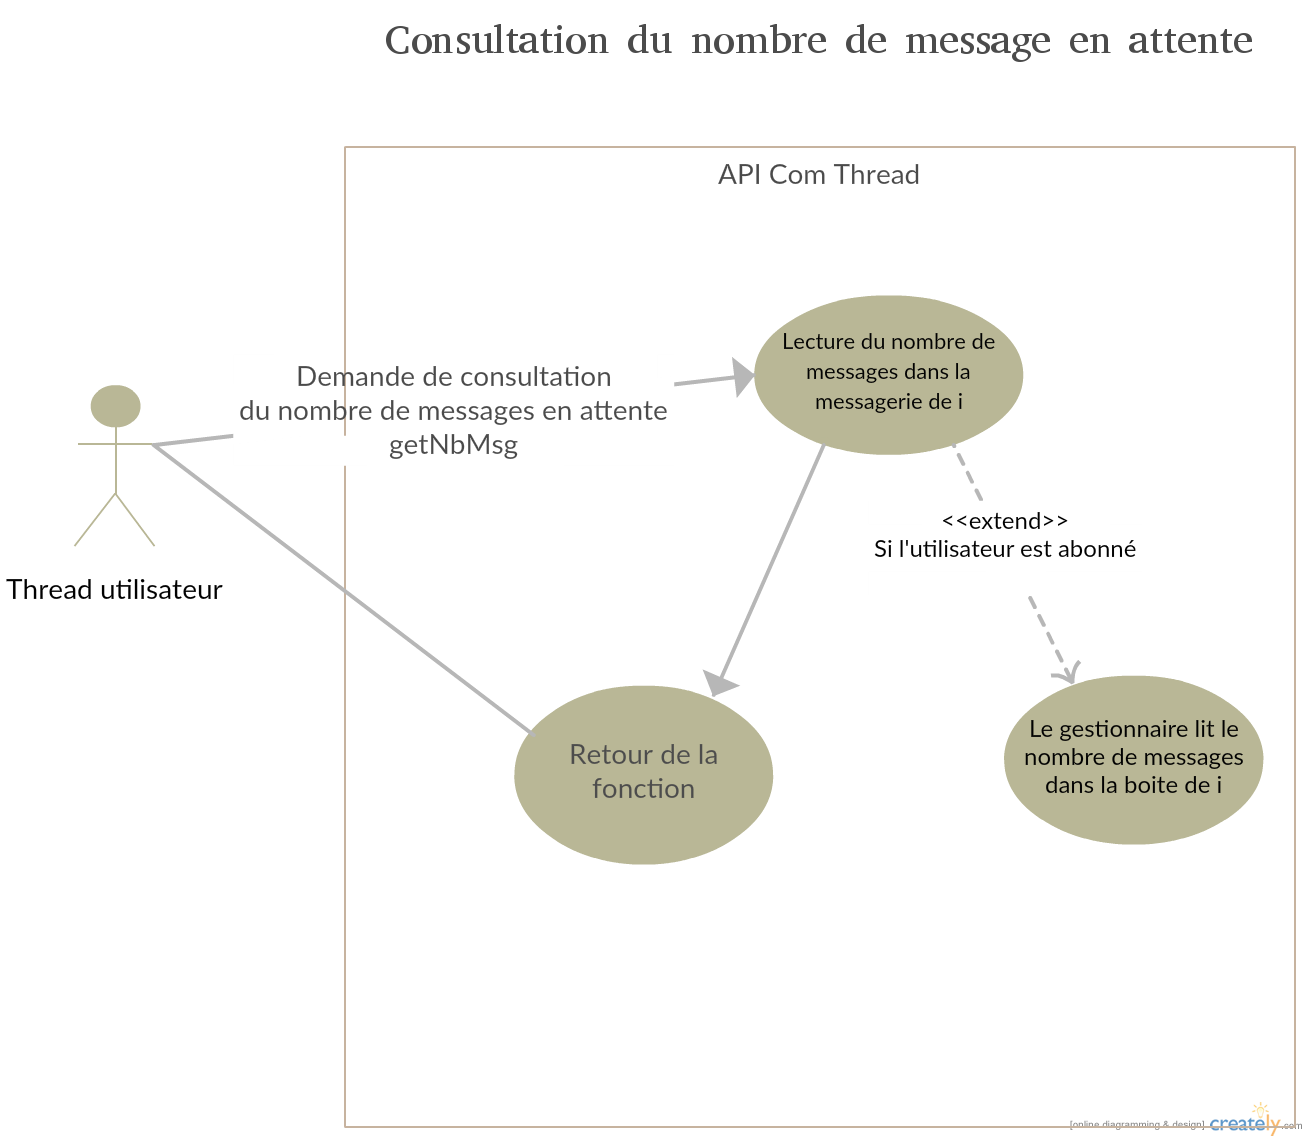 Consultation du nombre de message en attente
API Com Thread
Lecture du nombre de
messages dans la
messagerie de i
Demande de consultation
du nombre de messages en attente
getNbMsg
<<extend>>
Si l'utilisateur est abonné
Thread utilisateur
Retour de la
fonction
Le gestionnaire lit le
nombre de messages
dans la boite de i
[online diagramming & design] creately.com